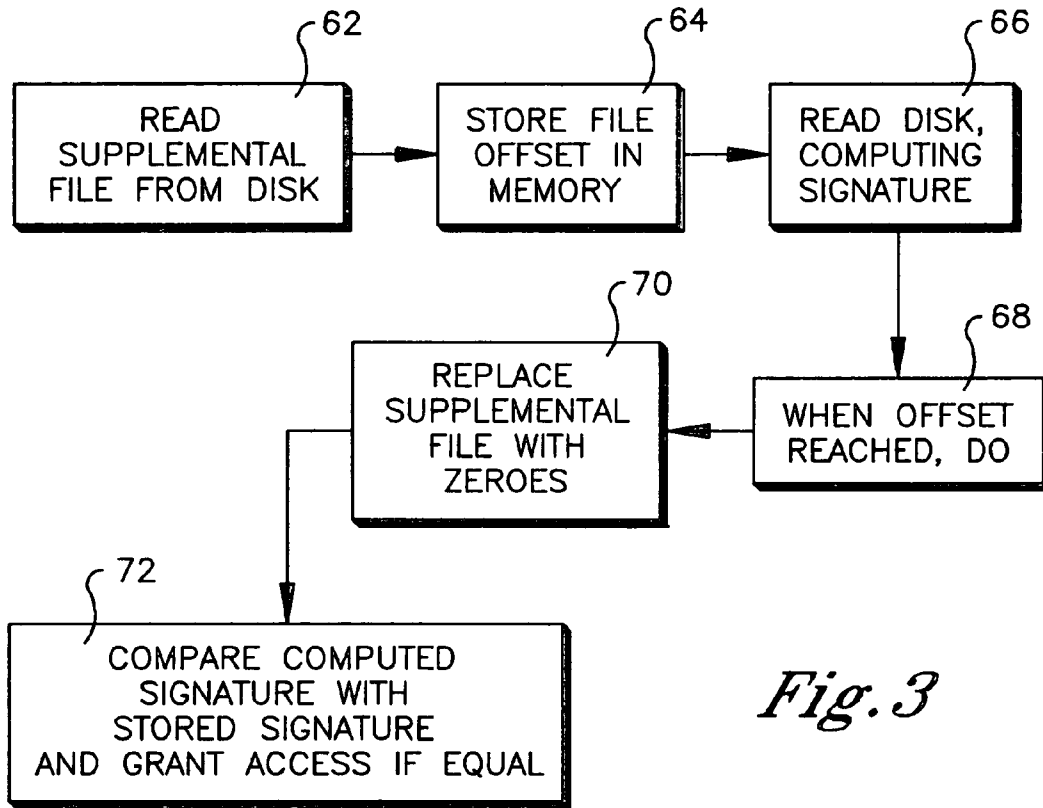 62
READ
SUPPLEMENTAL
FILE FROM DISK
64
STORE FILE
OFFSET IN
MEMORY
66
READ DISK,
COMPUTING
SIGNATURE
68
WHEN OFFSET
REACHED, DO
70
REPLACE
SUPPLEMENTAL
FILE WITH
ZEROES
72
COMPARE COMPUTED
SIGNATURE WITH
STORED SIGNATURE
AND GRANT ACCESS IF EQUAL
Fig. 3